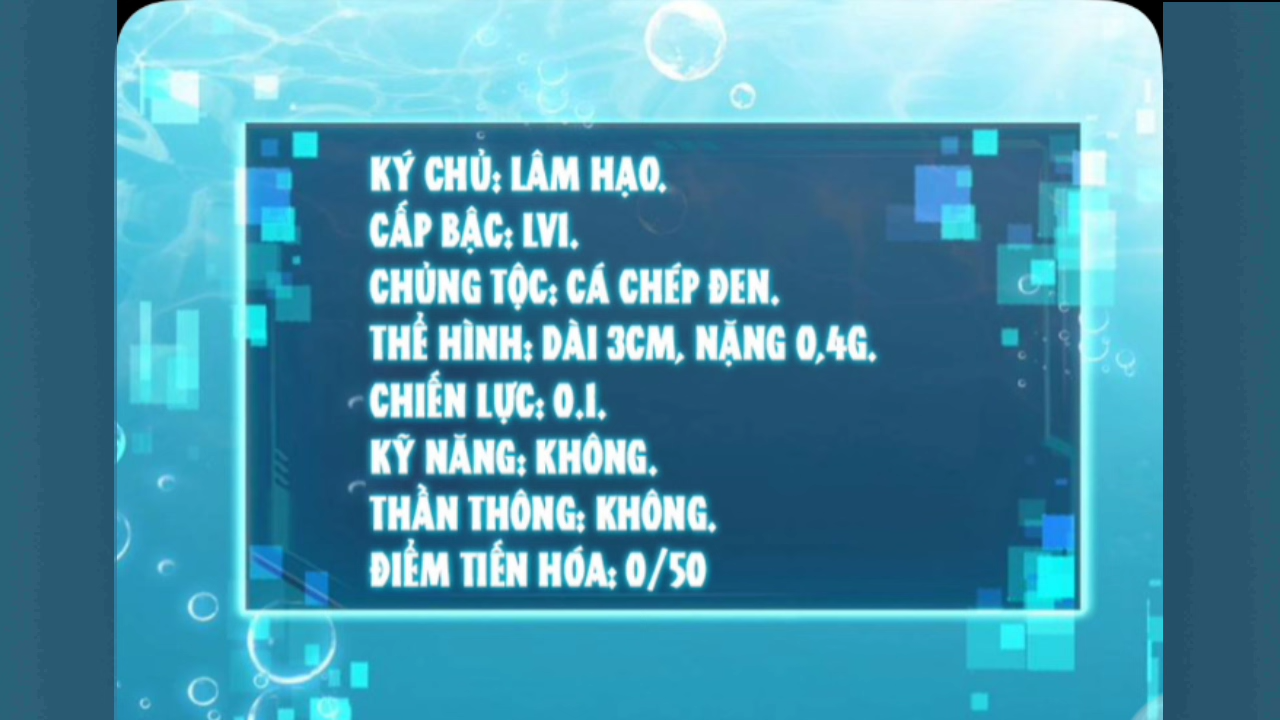 KÝ CHỦ: LÂM HẠO.
CẤP BẬC: LV1.
CHỦNG TỘC: CÁ CHÉP ĐEN.
THỂ HÌNH: DÀI 3CM, NẶNG 0,4G.
CHIẾN LỰC: 0.1.
KỸ NĂNG: KHÔNG.
THẦN THÔNG: KHÔNG.
ĐIỂM TIẾN HÓA: 0/50